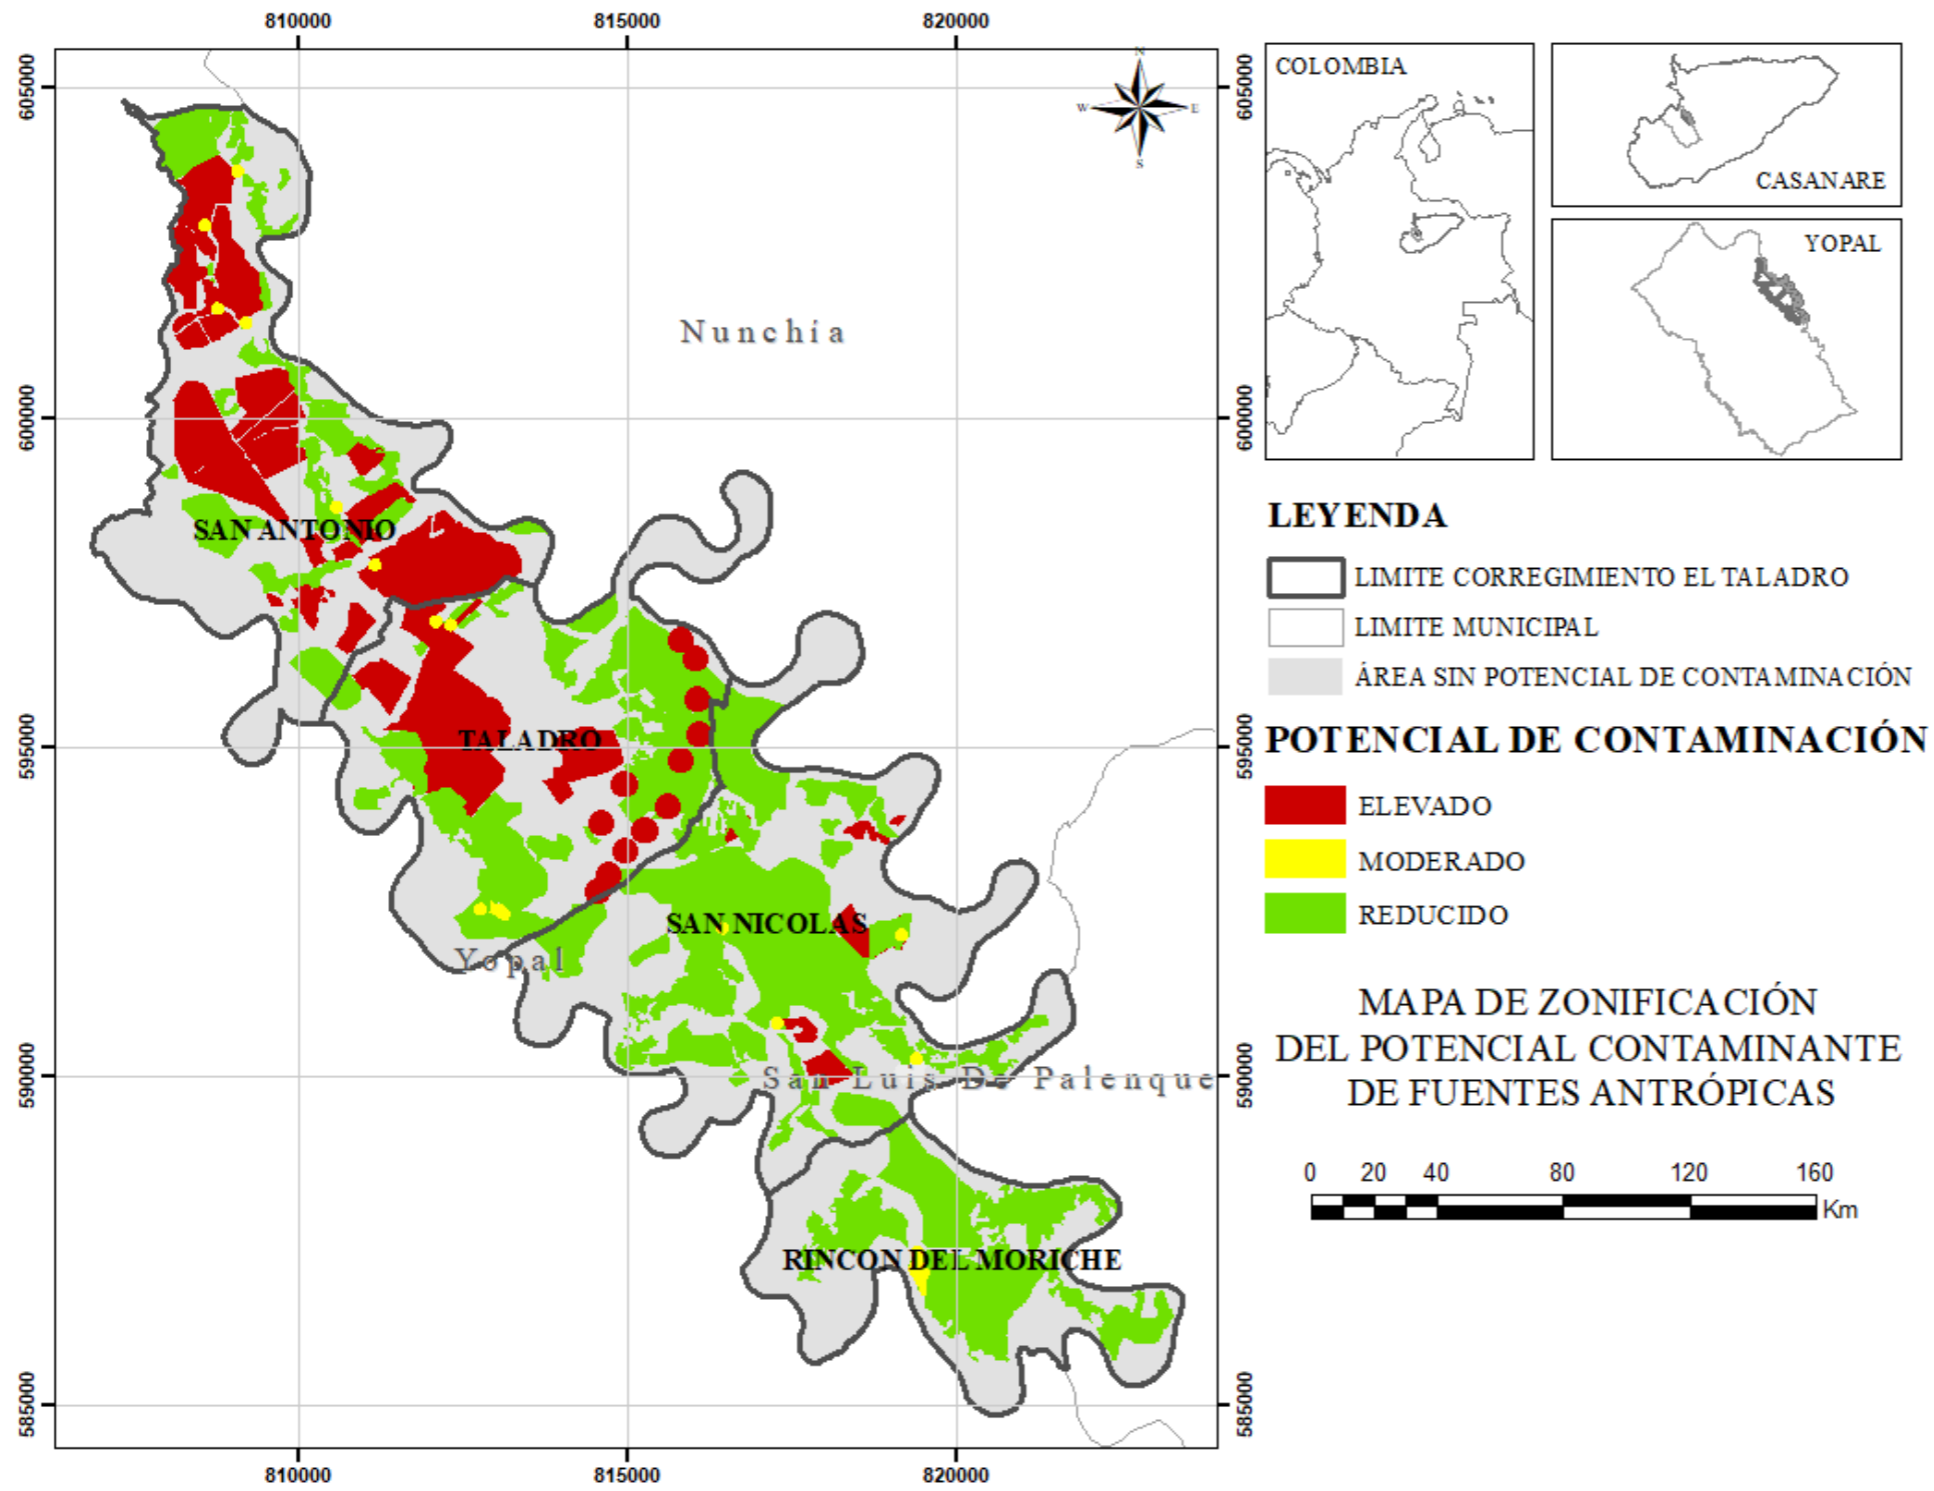 810000 815000 820000
605000 605000
600000 600000
595000 595000
590000 590000
585000 585000
810000 815000 820000
N
W E
S
Nunchía
SAN ANTONIO
TALADRO
SAN NICOLAS
Yopal
San Luis De Palenque
RINCON DEL MORICHE
COLOMBIA
CASANARE
YOPAL
LEYENDA
LIMITE CORREGIMIENTO EL TALADRO
LIMITE MUNICIPAL
ÁREA SIN POTENCIAL DE CONTAMINACIÓN
POTENCIAL DE CONTAMINACIÓN
ELEVADO
MODERADO
REDUCIDO
MAPA DE ZONIFICACIÓN
DEL POTENCIAL CONTAMINANTE
DE FUENTES ANTRÓPICAS
0 20 40 80 120 160
Km